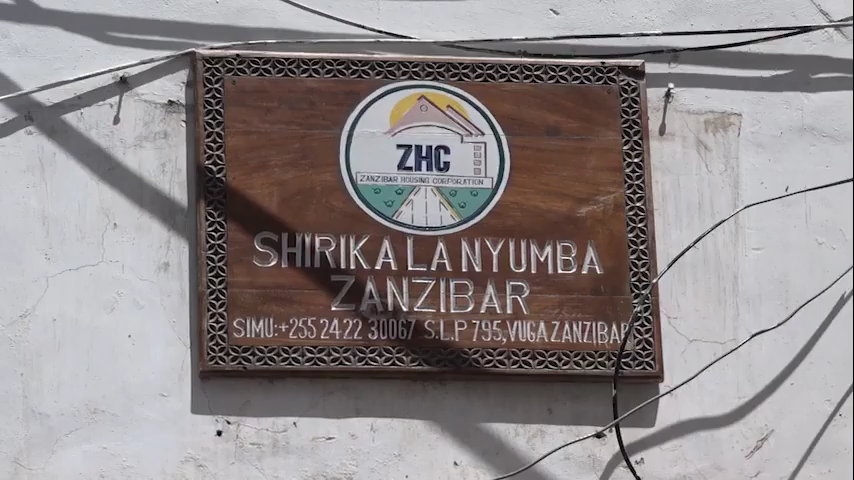 ZHC
ZANZIBAR HOUSING CORPORATION
SHIRIKA LA NYUMBA
ZANZIBAR
SIMU:+255 24 22 30067 S.L.P 795,VUGA ZANZIBAR